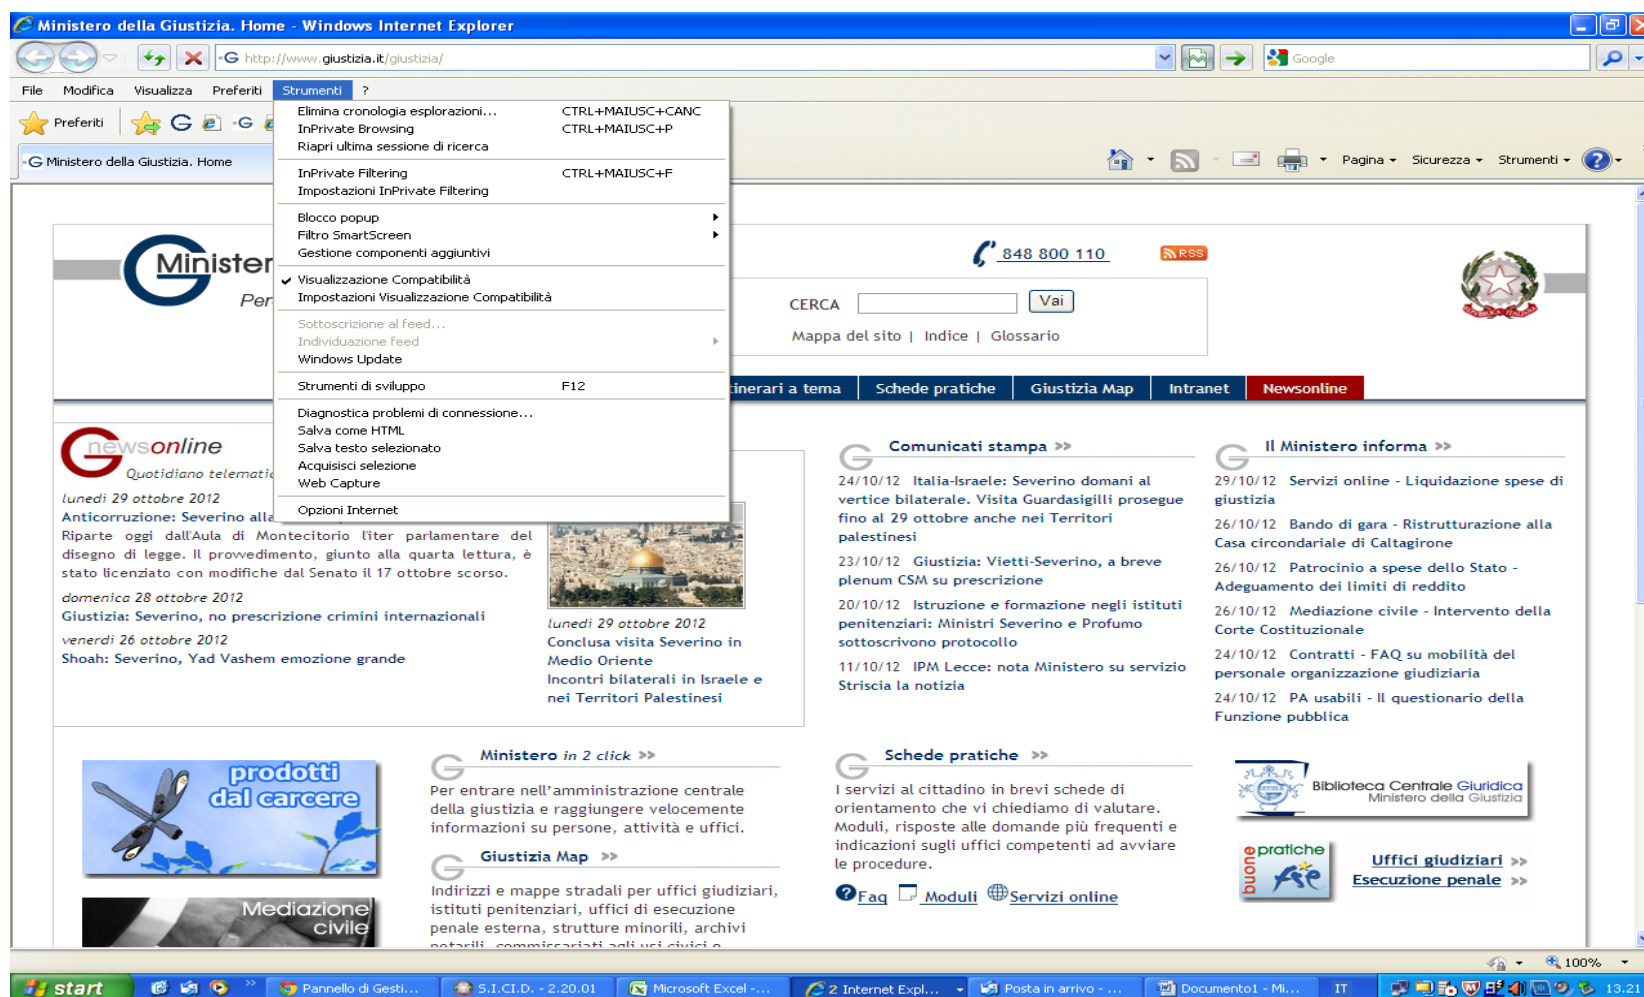 Ministero della Giustizia. Home - Windows Internet Explorer
http://www.giustizia.it/giustizia/
Google
File Modifica Visualizza Preferiti Strumenti ?
Preferiti
Ministero della Giustizia. Home
Pagina Sicurezza Strumenti
Elimina cronologia esplorazioni... CTRL+MAIUSC+CANC
InPrivate Browsing CTRL+MAIUSC+P
Riapri ultima sessione di ricerca
InPrivate Filtering CTRL+MAIUSC+F
Impostazioni InPrivate Filtering
Blocco popup
Filtro SmartScreen
Gestione componenti aggiuntivi
Visualizzazione Compatibilità
Impostazioni Visualizzazione Compatibilità
Sottoscrizione al feed...
Individuazione feed
Windows Update
Strumenti di sviluppo F12
Diagnostica problemi di connessione...
Salva come HTML
Salva testo selezionato
Acquisisci selezione
Web Capture
Opzioni Internet
Minister
Per
848 800 110
RSS
CERCA Vai
Mappa del sito | Indice | Glossario
tinerari a tema Schede pratiche Giustizia Map Intranet Newsonline
newsonline
Quotidiano telemati
lunedì 29 ottobre 2012
Anticorruzione: Severino alla
Riparte oggi dall'Aula di Montecitorio l'iter parlamentare del
disegno di legge. Il provvedimento, giunto alla quarta lettura, è
stato licenziato con modifiche dal Senato il 17 ottobre scorso.
domenica 28 ottobre 2012
Giustizia: Severino, no prescrizione crimini internazionali
venerdì 26 ottobre 2012
Shoah: Severino, Yad Vashem emozione grande
lunedì 29 ottobre 2012
Conclusa visita Severino in
Medio Oriente
Incontri bilaterali in Israele e
nei Territori Palestinesi
Comunicati stampa >>
24/10/12 Italia-Israele: Severino domani al
vertice bilaterale. Visita Guardasigilli prosegue
fino al 29 ottobre anche nei Territori
palestinesi
23/10/12 Giustizia: Vietti-Severino, a breve
plenum CSM su prescrizione
20/10/12 Istruzione e formazione negli istituti
penitenziari: Ministri Severino e Profumo
sottoscrivono protocollo
11/10/12 IPM Lecce: nota Ministero su servizio
Striscia la notizia
Il Ministero informa >>
29/10/12 Servizi online - Liquidazione spese di
giustizia
26/10/12 Bando di gara - Ristrutturazione alla
Casa circondariale di Caltagirone
26/10/12 Patrocinio a spese dello Stato -
Adeguamento dei limiti di reddito
26/10/12 Mediazione civile - Intervento della
Corte Costituzionale
24/10/12 Contratti - FAQ su mobilità del
personale organizzazione giudiziaria
24/10/12 PA usabili - Il questionario della
Funzione pubblica
prodotti
dal carcere
Mediazione
civile
Ministero in 2 click >>
Per entrare nell'amministrazione centrale
della giustizia e raggiungere velocemente
informazioni su persone, attività e uffici.
Giustizia Map >>
Indirizzi e mappe stradali per uffici giudiziari,
istituti penitenziari, uffici di esecuzione
penale esterna, strutture minorili, archivi
notarili, commissariati agli usi civici e
Schede pratiche >>
I servizi al cittadino in brevi schede di
orientamento che vi chiediamo di valutare.
Moduli, risposte alle domande più frequenti e
indicazioni sugli uffici competenti ad avviare
le procedure.
Faq Moduli Servizi online
Biblioteca Centrale Giuridica
Ministero della Giustizia
buone pratiche
fse
Uffici giudiziari >>
Esecuzione penale >>
100%
start Pannello di Gesti... S.I.CI.D. - 2.20.01 Microsoft Excel -... 2 Internet Expl... Posta in arrivo - ... Documento1 - Mi... IT 13.21